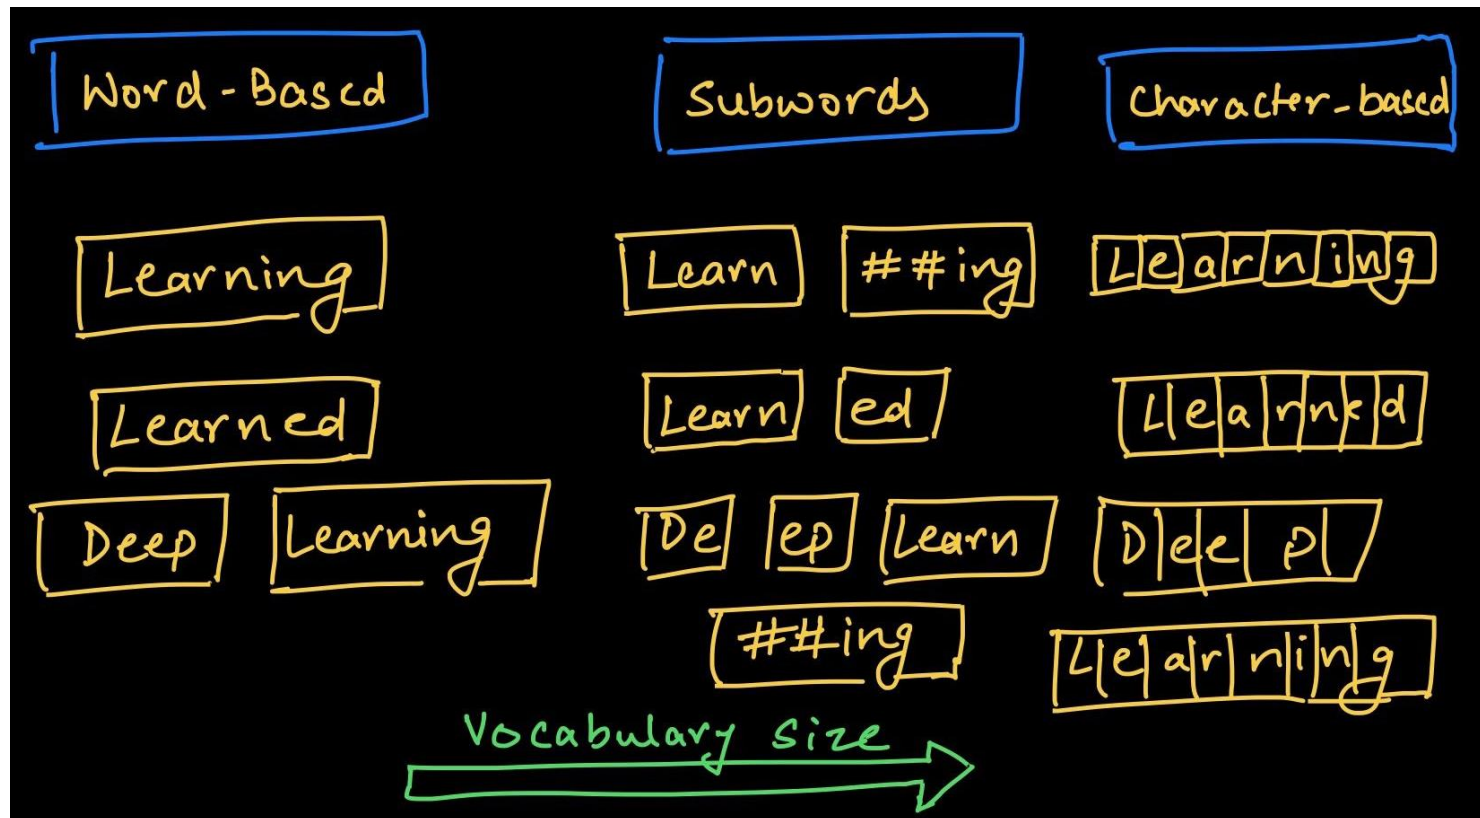 Word-Based
Subwords
Character-based
Learning
Learn ##ing
Learning
Learned
Learn ed
Learned
Deep Learning
De ep Learn
Deep
##ing
Learning
Vocabulary size